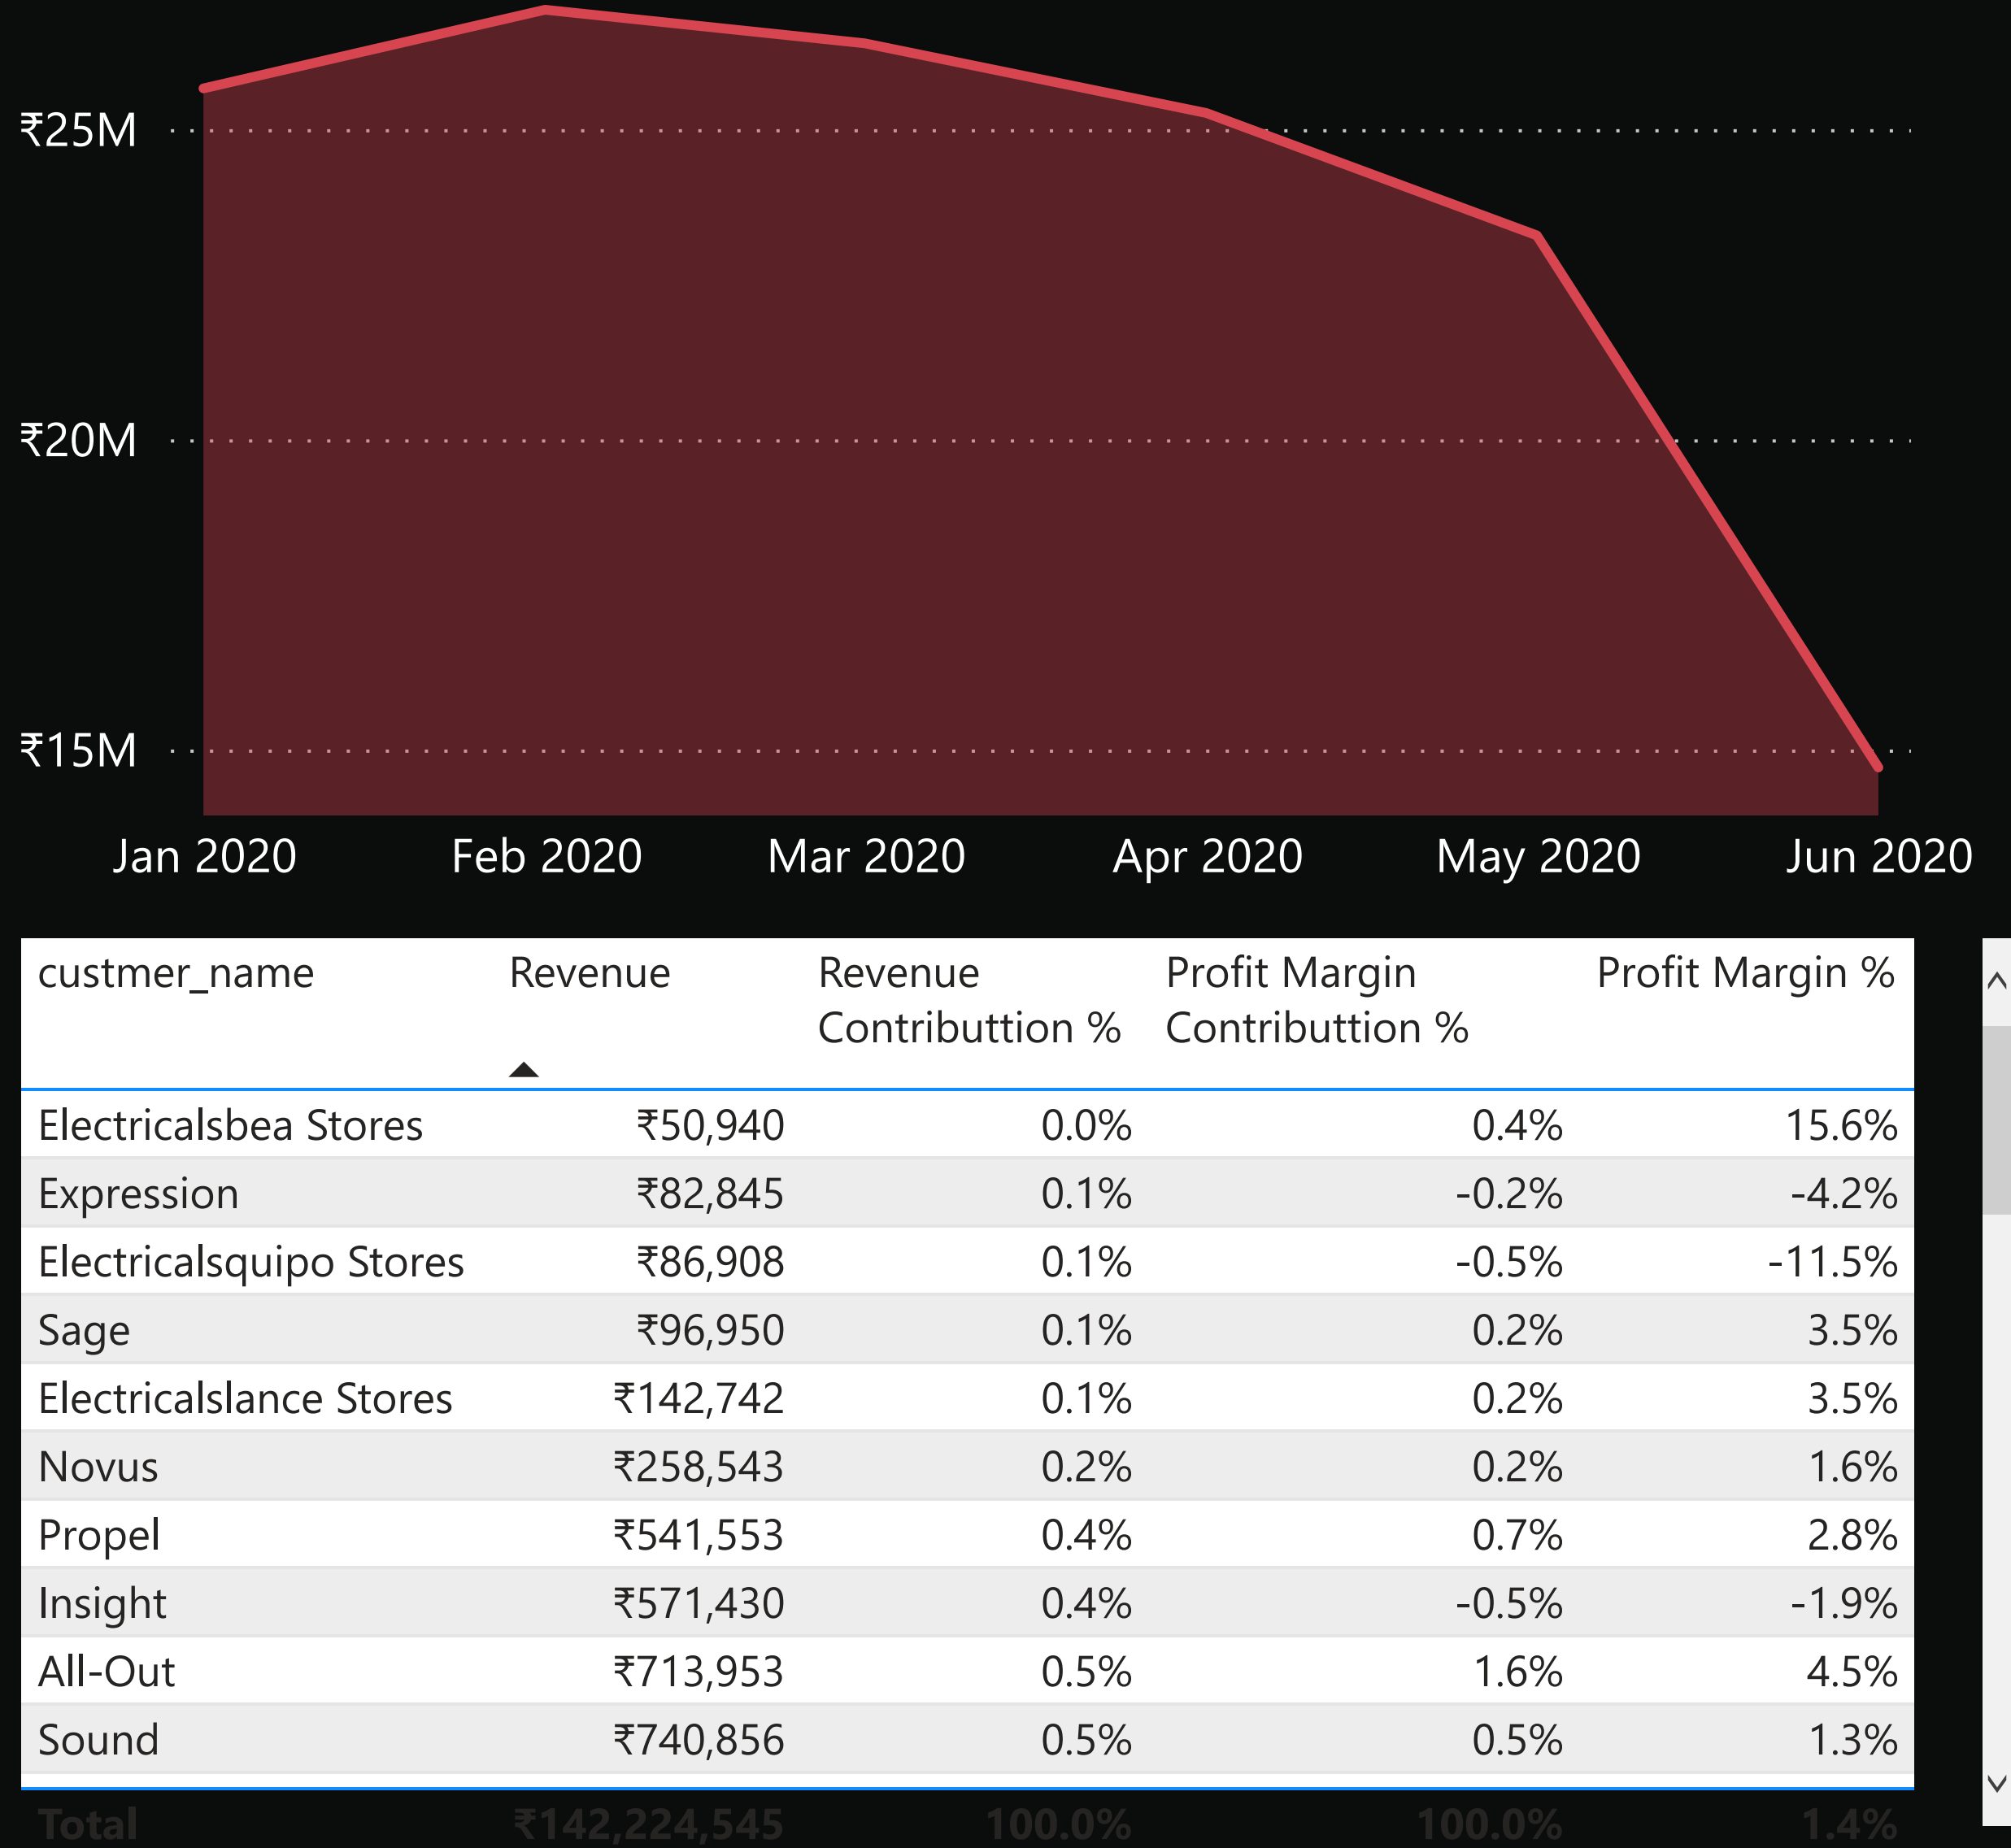 ₹25M
₹20M
₹15M
Jan 2020 Feb 2020 Mar 2020 Apr 2020 May 2020 Jun 2020
custmer_name Revenue Revenue Profit Margin Profit Margin %
Contributtion % Contributtion %
Electricalsbea Stores ₹50,940 0.0% 0.4% 15.6%
Expression ₹82,845 0.1% -0.2% -4.2%
Electricalsquipo Stores ₹86,908 0.1% -0.5% -11.5%
Sage ₹96,950 0.1% 0.2% 3.5%
Electricalslance Stores ₹142,742 0.1% 0.2% 3.5%
Novus ₹258,543 0.2% 0.2% 1.6%
Propel ₹541,553 0.4% 0.7% 2.8%
Insight ₹571,430 0.4% -0.5% -1.9%
All-Out ₹713,953 0.5% 1.6% 4.5%
Sound ₹740,856 0.5% 0.5% 1.3%
Total ₹142,224,545 100.0% 100.0% 1.4%